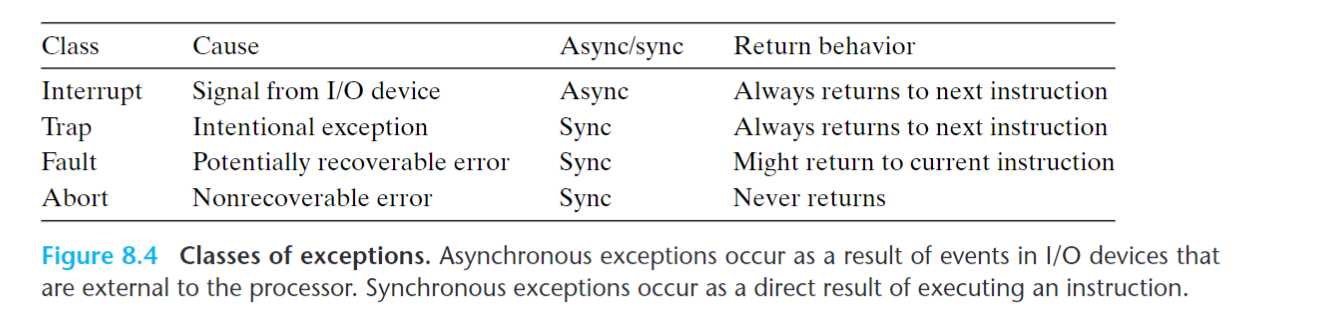 Class Cause Async/sync Return behavior
Interrupt Signal from I/O device Async Always returns to next instruction
Trap Intentional exception Sync Always returns to next instruction
Fault Potentially recoverable error Sync Might return to current instruction
Abort Nonrecoverable error Sync Never returns
Figure 8.4 Classes of exceptions. Asynchronous exceptions occur as a result of events in I/O devices that
are external to the processor. Synchronous exceptions occur as a direct result of executing an instruction.